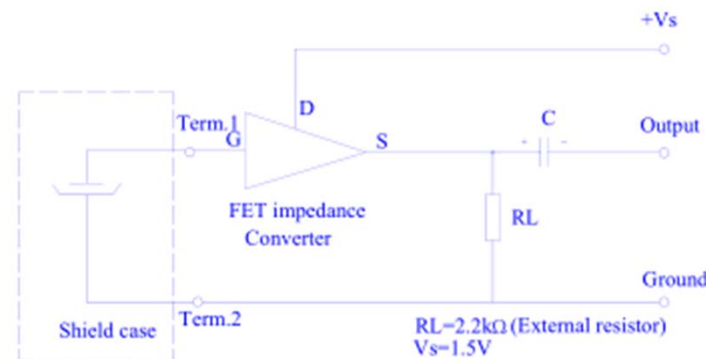 +Vs
D
Term.1
G
S
C
Output
+
-
FET impedance
Converter
RL
Ground
Term.2
Shield case
RL=2.2kΩ (External resistor)
Vs=1.5V